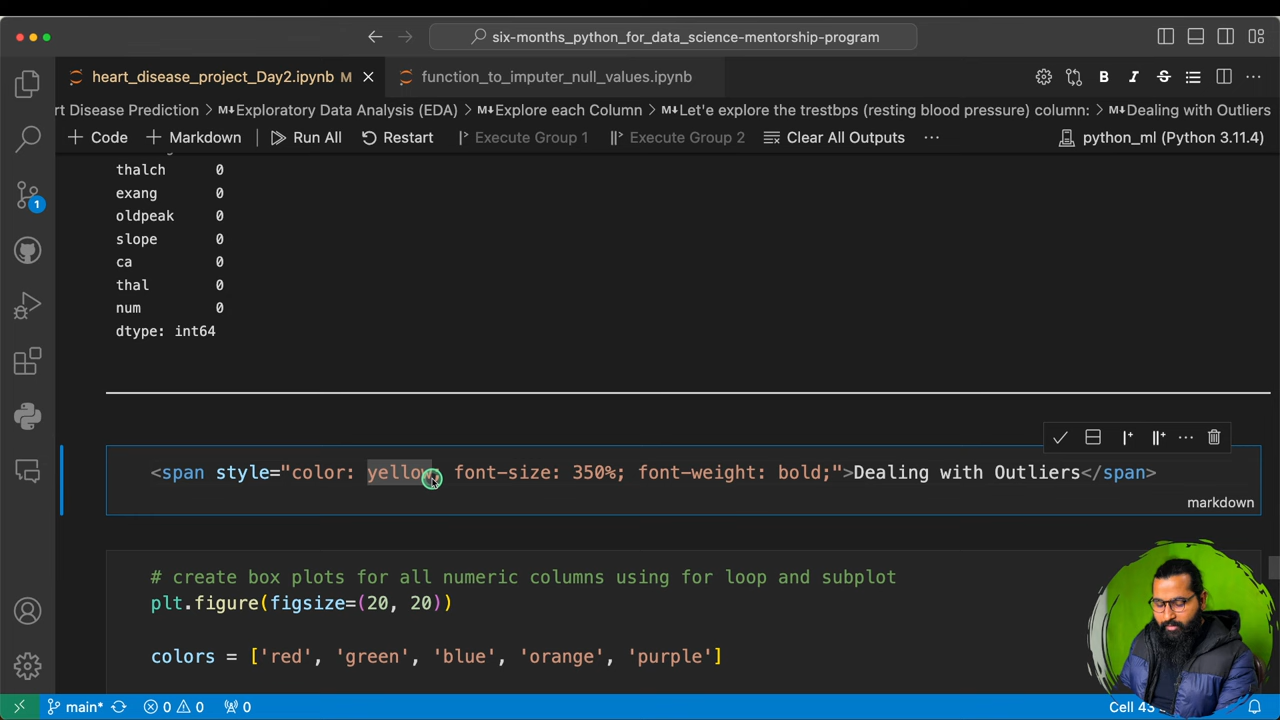 six-months_python_for_data_science-mentorship-program
heart_disease_project_Day2.ipynb M
function_to_imputer_null_values.ipynb
rt Disease Prediction > M↓Exploratory Data Analysis (EDA) > M↓Explore each Column > M↓Let'e explore the trestbps (resting blood pressure) column: > M↓Dealing with Outliers
+ Code + Markdown Run All Restart Execute Group 1 Execute Group 2 Clear All Outputs ... python_ml (Python 3.11.4)
thalch 0
exang 0
oldpeak 0
slope 0
ca 0
thal 0
num 0
dtype: int64
<span style="color: yellow; font-size: 350%; font-weight: bold;">Dealing with Outliers</span>
markdown
# create box plots for all numeric columns using for loop and subplot
plt.figure(figsize=(20, 20))
colors = ['red', 'green', 'blue', 'orange', 'purple']
1
main* 0 0 0 Cell 43